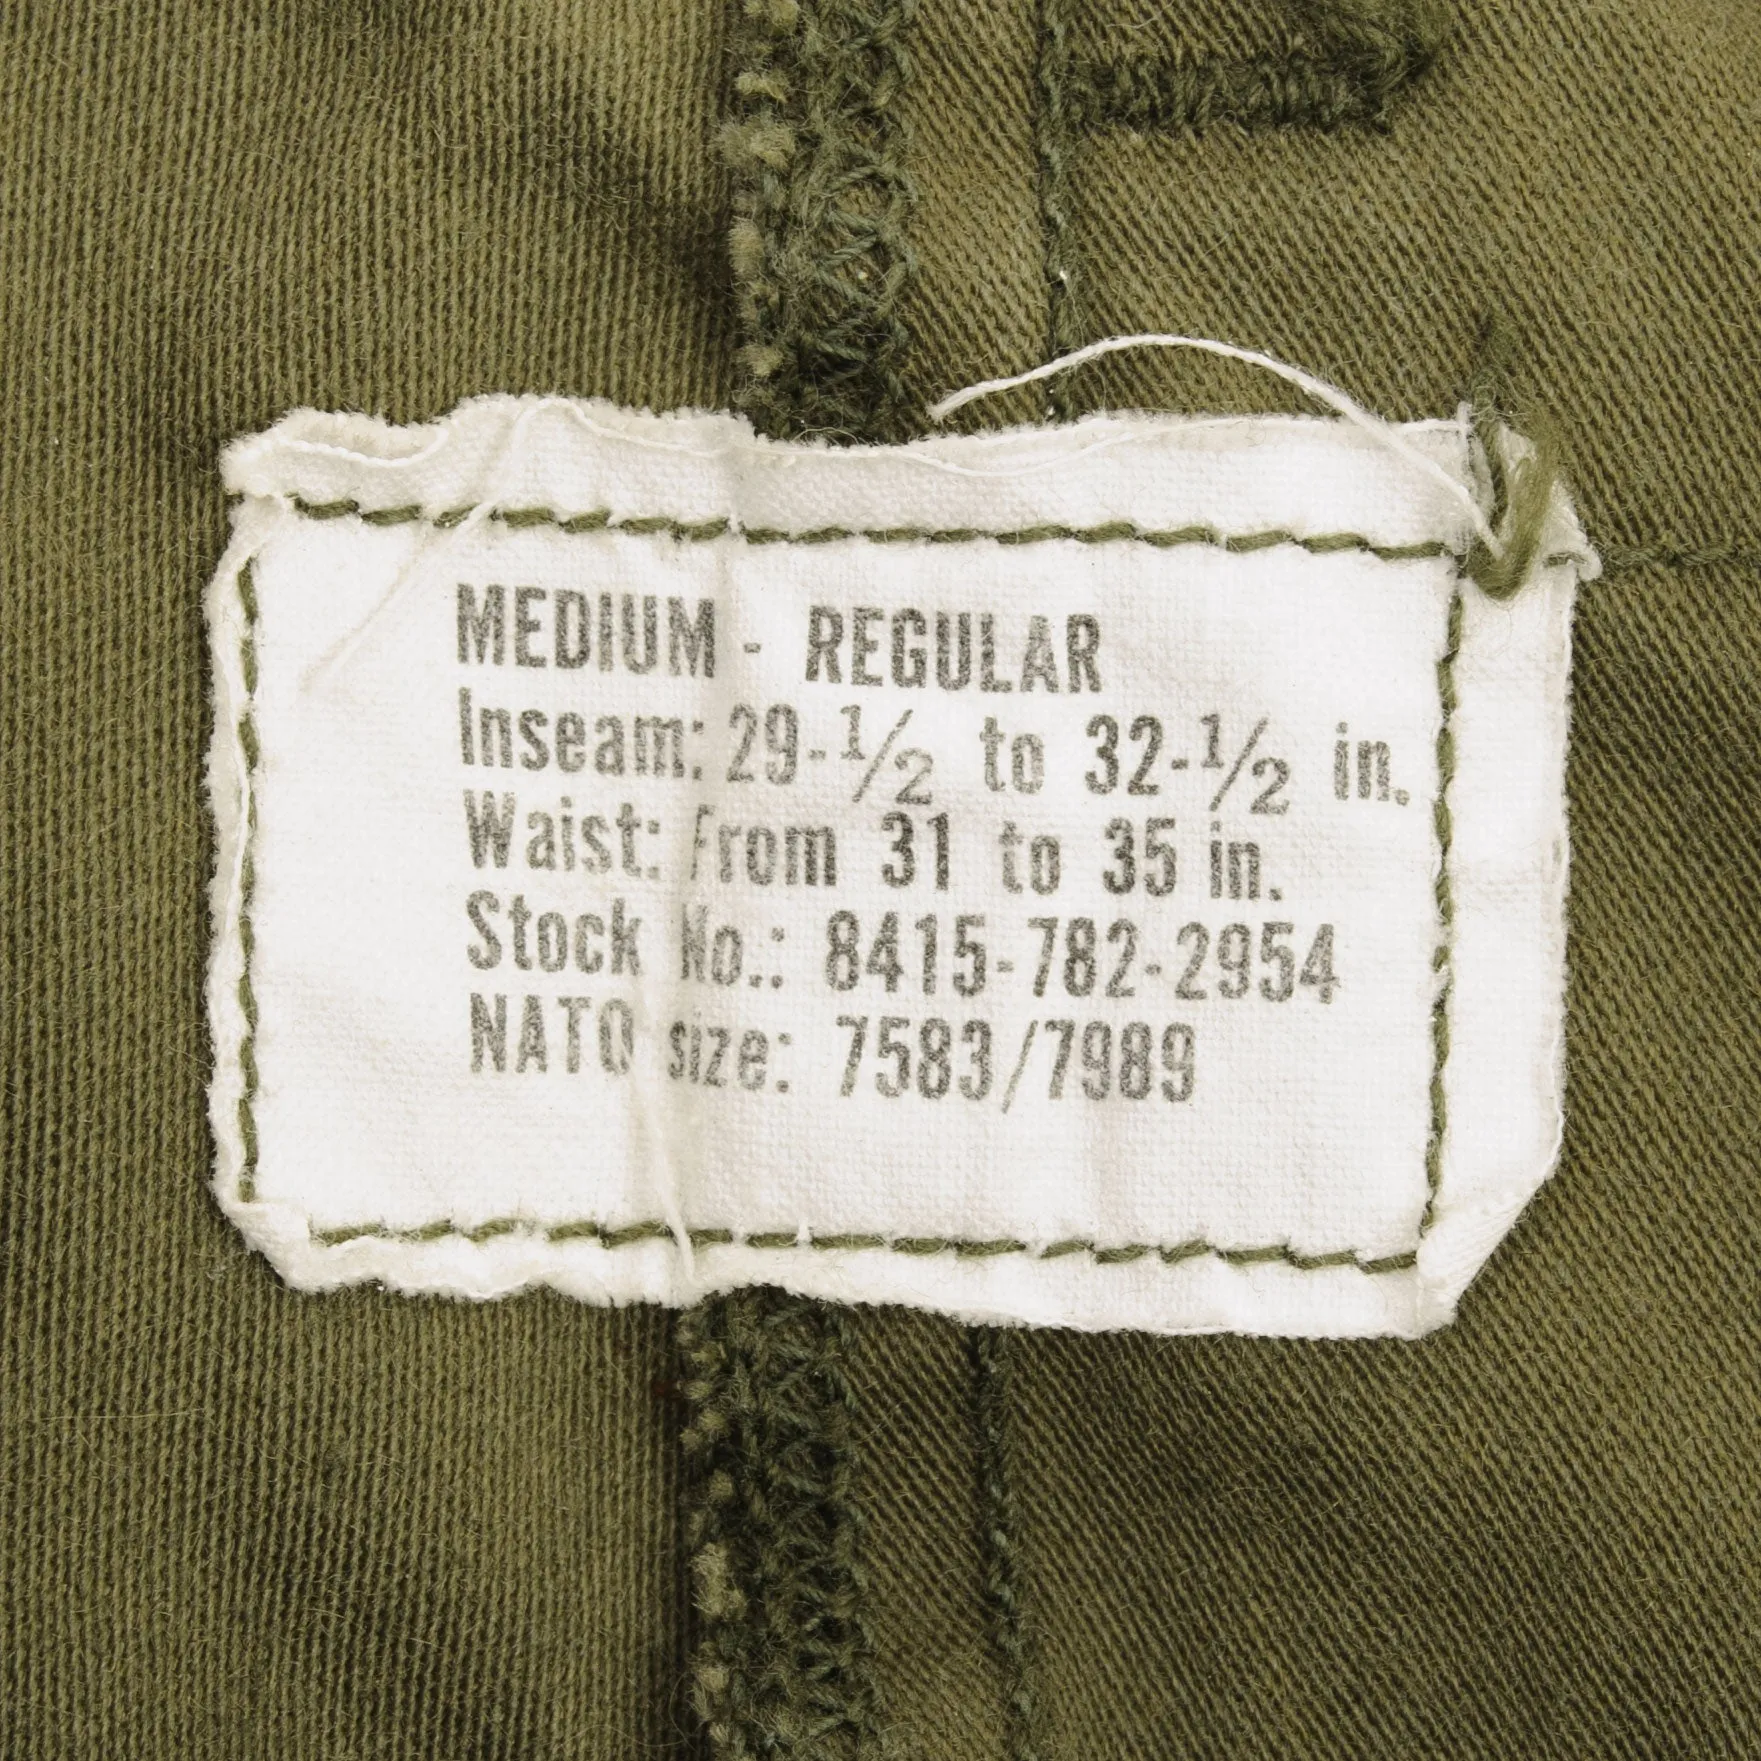 MEDIUM - REGULAR
Inseam: 29-1/2 to 32-1/2 in.
Waist: From 31 to 35 in.
Stock No.: 8415-782-2954
NATO size: 7583/7989